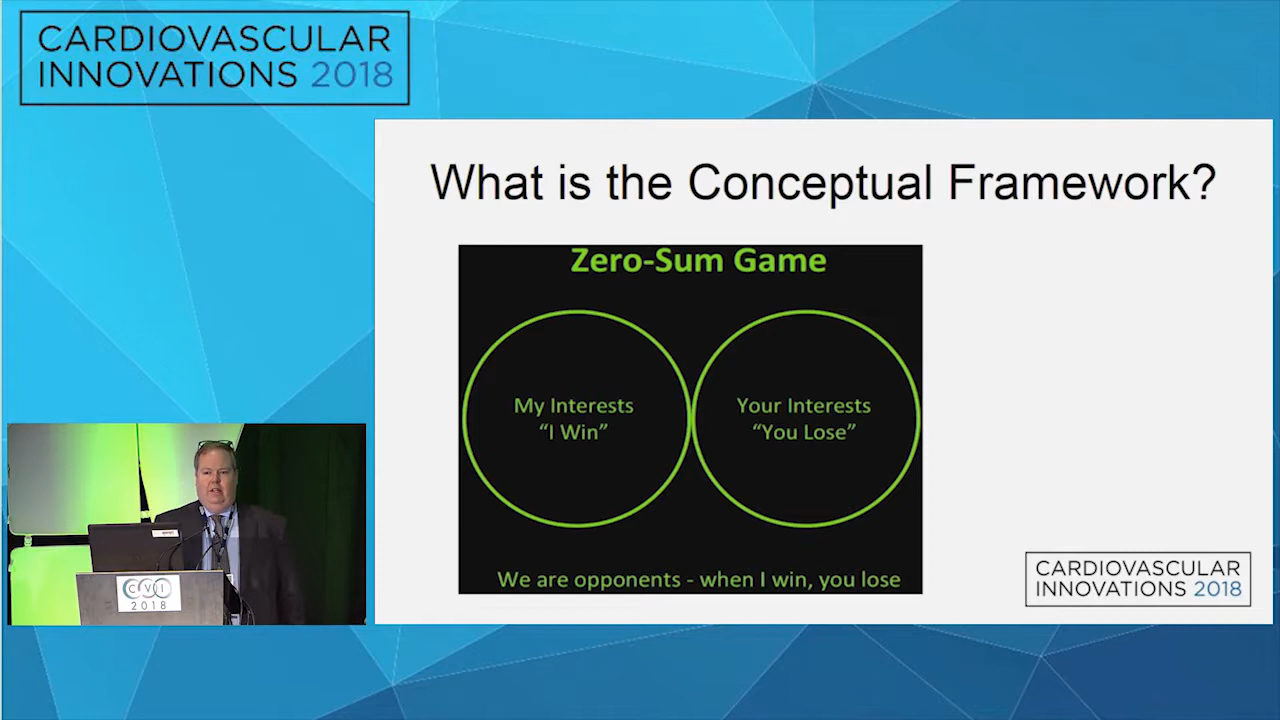 CARDIOVASCULAR
INNOVATIONS 2018
What is the Conceptual Framework?
Zero-Sum Game
My Interests
“I Win”
Your Interests
“You Lose”
We are opponents - when I win, you lose
CARDIOVASCULAR
INNOVATIONS 2018
CVI
2018